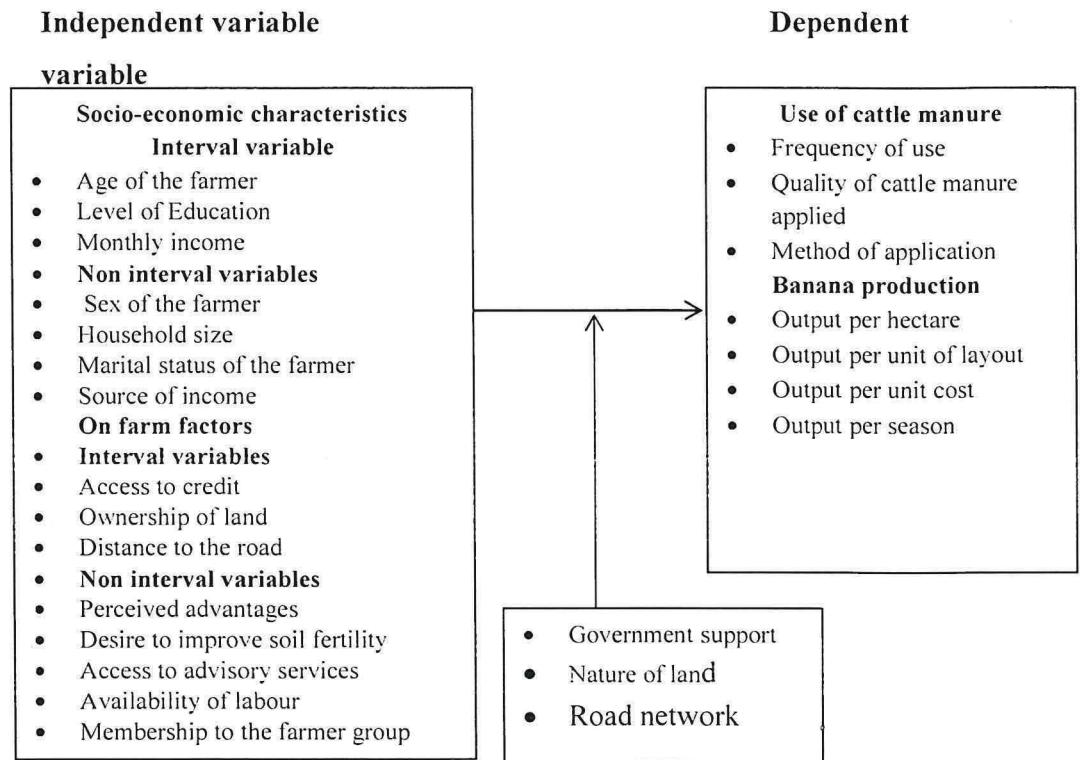 Independent variable
Dependent
variable
Socio-economic characteristics
Interval variable
• Age of the farmer
• Level of Education
• Monthly income
• Non interval variables
• Sex of the farmer
• Household size
• Marital status of the farmer
• Source of income
On farm factors
• Interval variables
• Access to credit
• Ownership of land
• Distance to the road
• Non interval variables
• Perceived advantages
• Desire to improve soil fertility
• Access to advisory services
• Availability of labour
• Membership to the farmer group
Use of cattle manure
• Frequency of use
• Quality of cattle manure
applied
• Method of application
Banana production
• Output per hectare
• Output per unit of layout
• Output per unit cost
• Output per season
• Government support
• Nature of land
• Road network